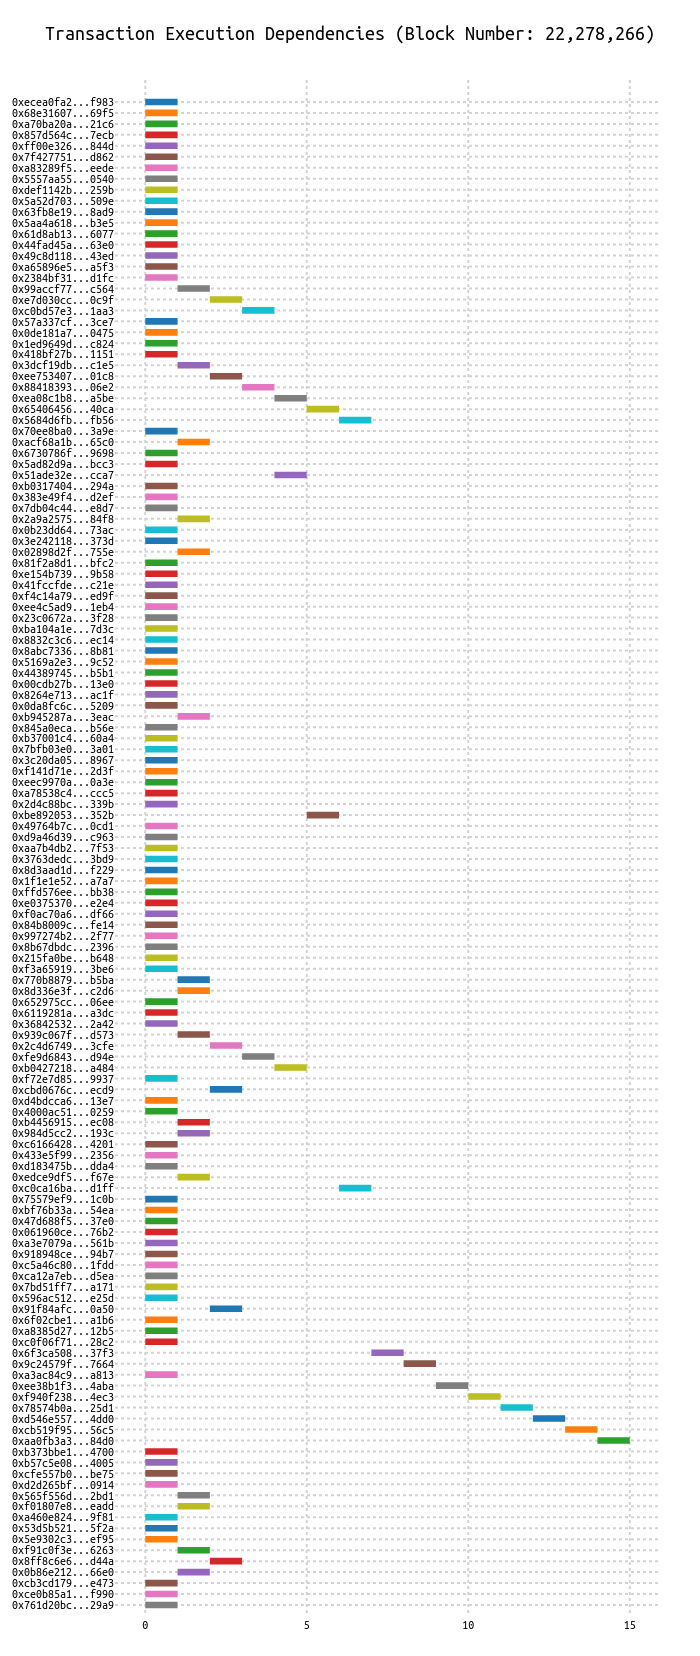 Transaction Execution Dependencies (Block Number: 22,278,266)
0xecea0fa2...f983
0x68e31607...69f5
0xa70ba20a...21c6
0x857d564c...7ecb
0xff00e326...844d
0x7f427751...d862
0xa83289f5...eede
0x5557aa55...0540
0xdef1142b...259b
0x5a52d703...509e
0x63fb8e19...8ad9
0x5aa4a618...b3e5
0x61d8ab13...6077
0x44fad45a...63e0
0x49c8d118...43ed
0xa65896e5...a5f3
0x2384bf31...d1fc
0x99accf77...c564
0xe7d030cc...0c9f
0xc0bd57e3...1aa3
0x57a337cf...3ce7
0x0de181a7...0475
0x1ed9649d...c824
0x418bf27b...1151
0x3dcf19db...c1e5
0xee753407...01c8
0x88418393...06e2
0xea08c1b8...a5be
0x65406456...40ca
0x5684d6fb...fb56
0x70ee8ba0...3a9e
0xacf68a1b...65c0
0x6730786f...9698
0x5ad82d9a...bcc3
0x51ade32e...cca7
0xb0317404...294a
0x383e49f4...d2ef
0x7db04c44...e8d7
0x2a9a2575...84f8
0x0b23dd64...73ac
0x3e242118...373d
0x02898d2f...755e
0x81f2a8d1...bfc2
0xe154b739...9b58
0x41fccfde...c21e
0xf4c14a79...ed9f
0xee4c5ad9...1eb4
0x23c0672a...3f28
0xba104a1e...7d3c
0x8832c3c6...ec14
0x8abc7336...8b81
0x5169a2e3...9c52
0x44389745...b5b1
0x00cdb27b...13e0
0x8264e713...ac1f
0x0da8fc6c...5209
0xb945287a...3eac
0x845a0eca...b56e
0xb37001c4...60a4
0x7bfb03e0...3a01
0x3c20da05...8967
0xf141d71e...2d3f
0xeec9970a...0a3e
0xa78538c4...ccc5
0x2d4c88bc...339b
0xbe892053...352b
0x49764b7c...0cd1
0xd9a46d39...c963
0xaa7b4db2...7f53
0x3763dedc...3bd9
0x8d3aad1d...f229
0x1f1e1e52...a7a7
0xffd576ee...bb38
0xe0375370...e2e4
0xf0ac70a6...df66
0x84b8009c...fe14
0x997274b2...2f77
0x8b67dbdc...2396
0x215fa0be...b648
0xf3a65919...3be6
0x770b8879...b5ba
0x8d336e3f...c2d6
0x652975cc...06ee
0x6119281a...a3dc
0x36842532...2a42
0x939c067f...d573
0x2c4d6749...3cfe
0xfe9d6843...d94e
0xb0427218...a484
0xf72e7d85...9937
0xcbd0676c...ecd9
0xd4bdcca6...13e7
0x4000ac51...0259
0xb4456915...ec08
0x984d5cc2...193c
0xc6166428...4201
0x433e5f99...2356
0xd183475b...dda4
0xedce9df5...f67e
0xc0ca16ba...d1ff
0x75579ef9...1c0b
0xbf76b33a...54ea
0x47d688f5...37e0
0x061960ce...76b2
0xa3e7079a...561b
0x918948ce...94b7
0xc5a46c80...1fdd
0xca12a7eb...d5ea
0x7bd51ff7...a171
0x596ac512...e25d
0x91f84afc...0a50
0x6f02cbe1...a1b6
0xa8385d27...12b5
0xc0f06f71...28c2
0x6f3ca508...37f3
0x9c24579f...7664
0xa3ac84c9...a813
0xee38b1f3...4aba
0xf940f238...4ec3
0x78574b0a...25d1
0xd546e557...4dd0
0xcb519f95...56c5
0xaa0fb3a3...84d0
0xb373bbe1...4700
0xb57c5e08...4005
0xcfe557b0...be75
0xd2d265bf...0914
0x565f556d...2bd1
0xf01807e8...eadd
0xa460e824...9f81
0x53d5b521...5f2a
0x5e9302c3...ef95
0xf91c0f3e...6263
0x8ff8c6e6...d44a
0x0b86e212...66e0
0xcb3cd179...e473
0xce0b85a1...f990
0x761d20bc...29a9
0 5 10 15